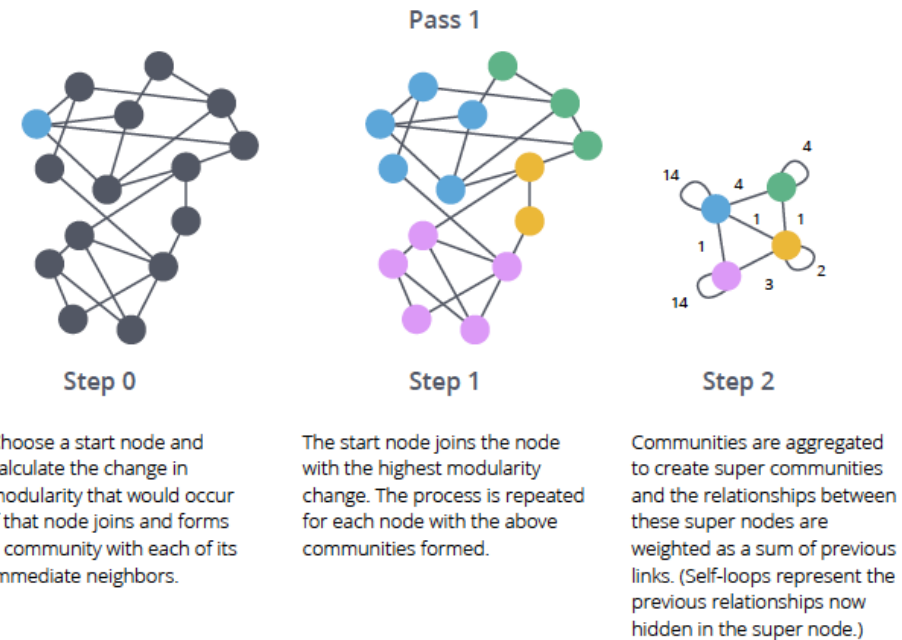 Pass 1
4
14
4
1
1
1
2
3
14
Step 0
Step 1
Step 2
hoose a start node and
alculate the change in
modularity that would occur
f that node joins and forms
community with each of its
mmediate neighbors.
The start node joins the node
with the highest modularity
change. The process is repeated
for each node with the above
communities formed.
Communities are aggregated
to create super communities
and the relationships between
these super nodes are
weighted as a sum of previous
links. (Self-loops represent the
previous relationships now
hidden in the super node.)